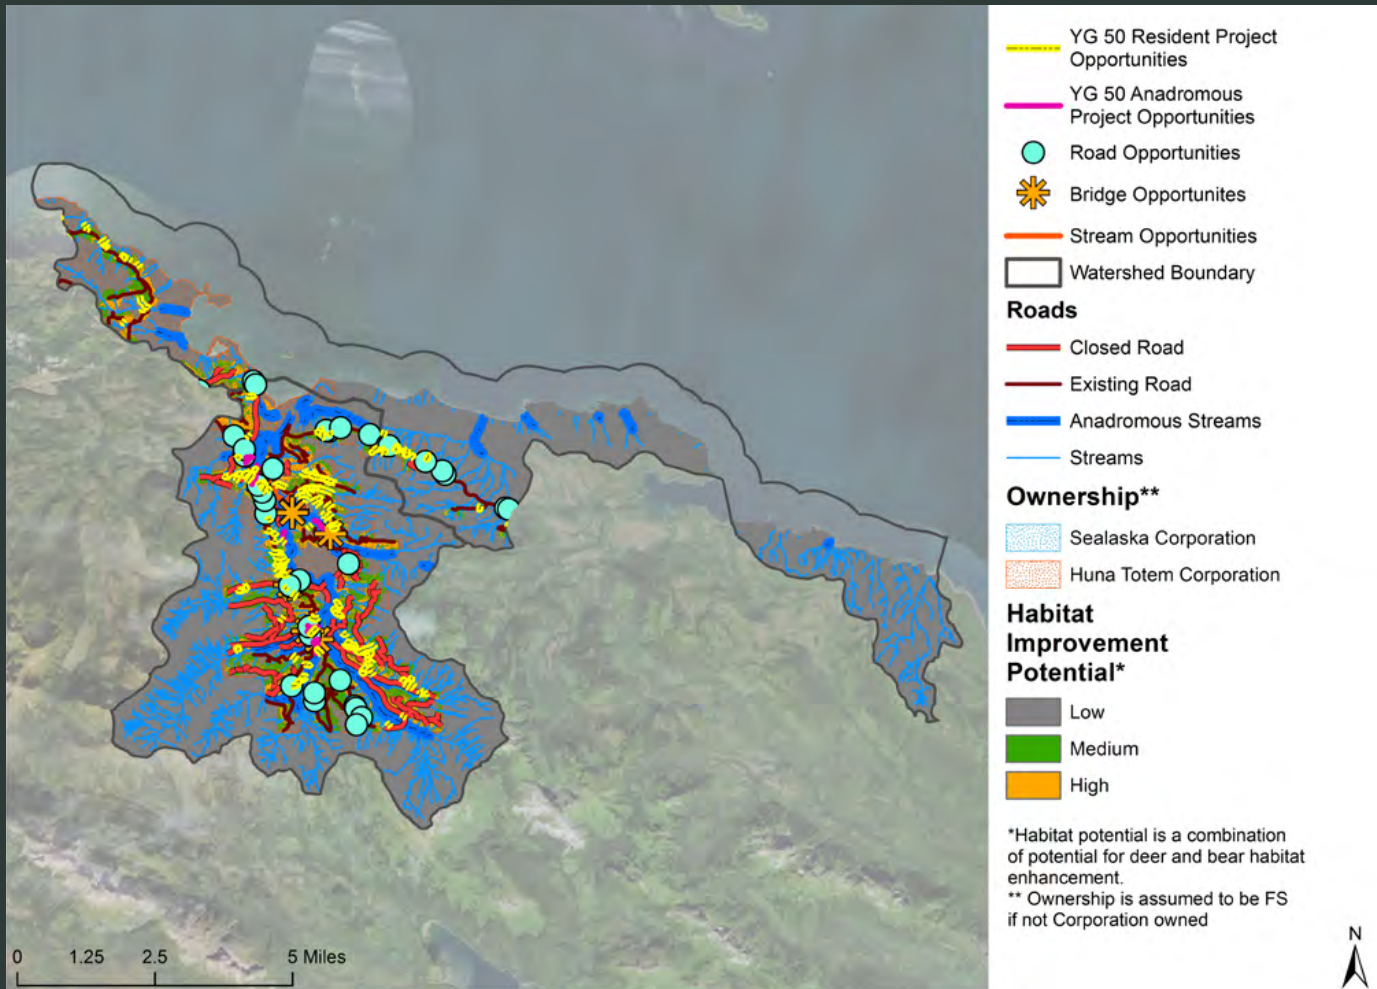 YG 50 Resident Project
Opportunities
YG 50 Anadromous
Project Opportunities
Road Opportunities
Bridge Opportunites
Stream Opportunities
Watershed Boundary
Roads
Closed Road
Existing Road
Anadromous Streams
Streams
Ownership**
Sealaska Corporation
Huna Totem Corporation
Habitat
Improvement
Potential*
Low
Medium
High
*Habitat potential is a combination
of potential for deer and bear habitat
enhancement.
** Ownership is assumed to be FS
if not Corporation owned
N
0 1.25 2.5 5 Miles